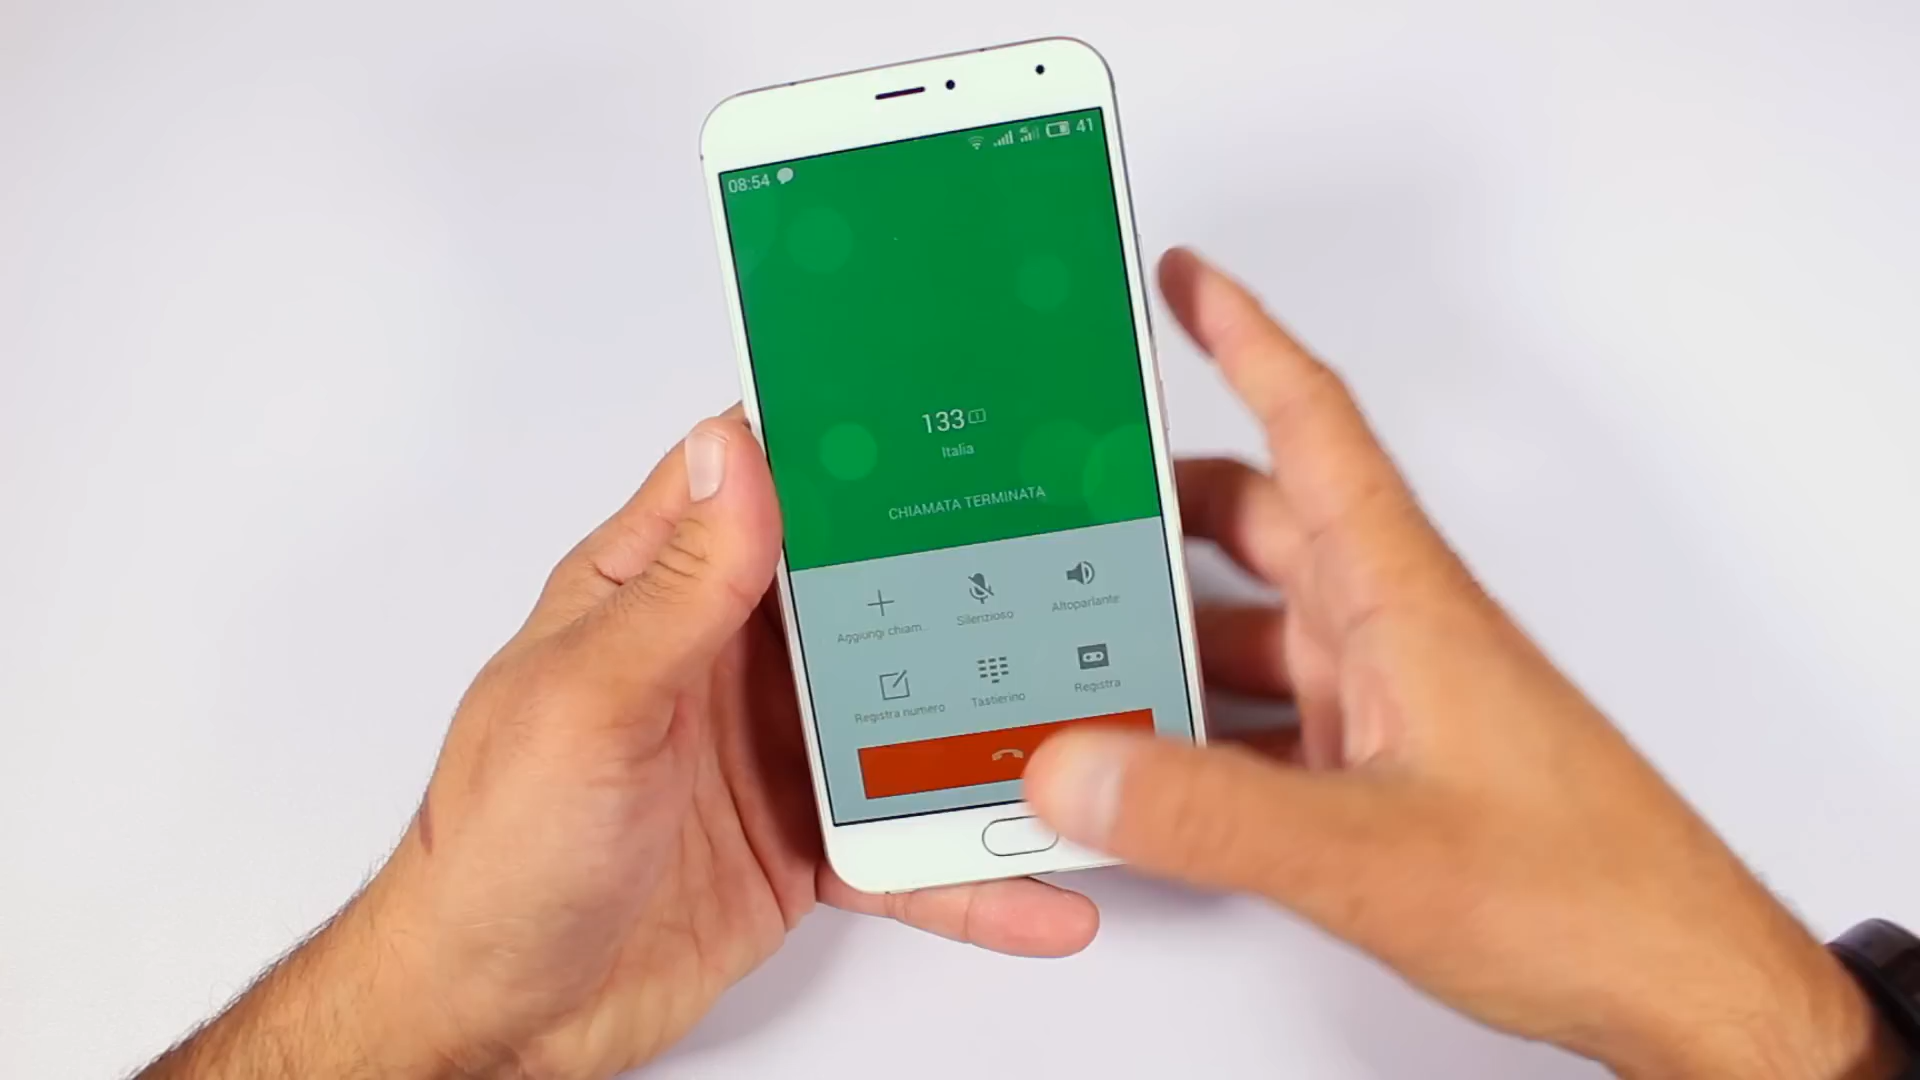 41
08:54
133
Italia
CHIAMATA TERMINATA
Aggiungi chiam...
Silenzioso
Altoparlante
Registra numero
Tastierino
Registra